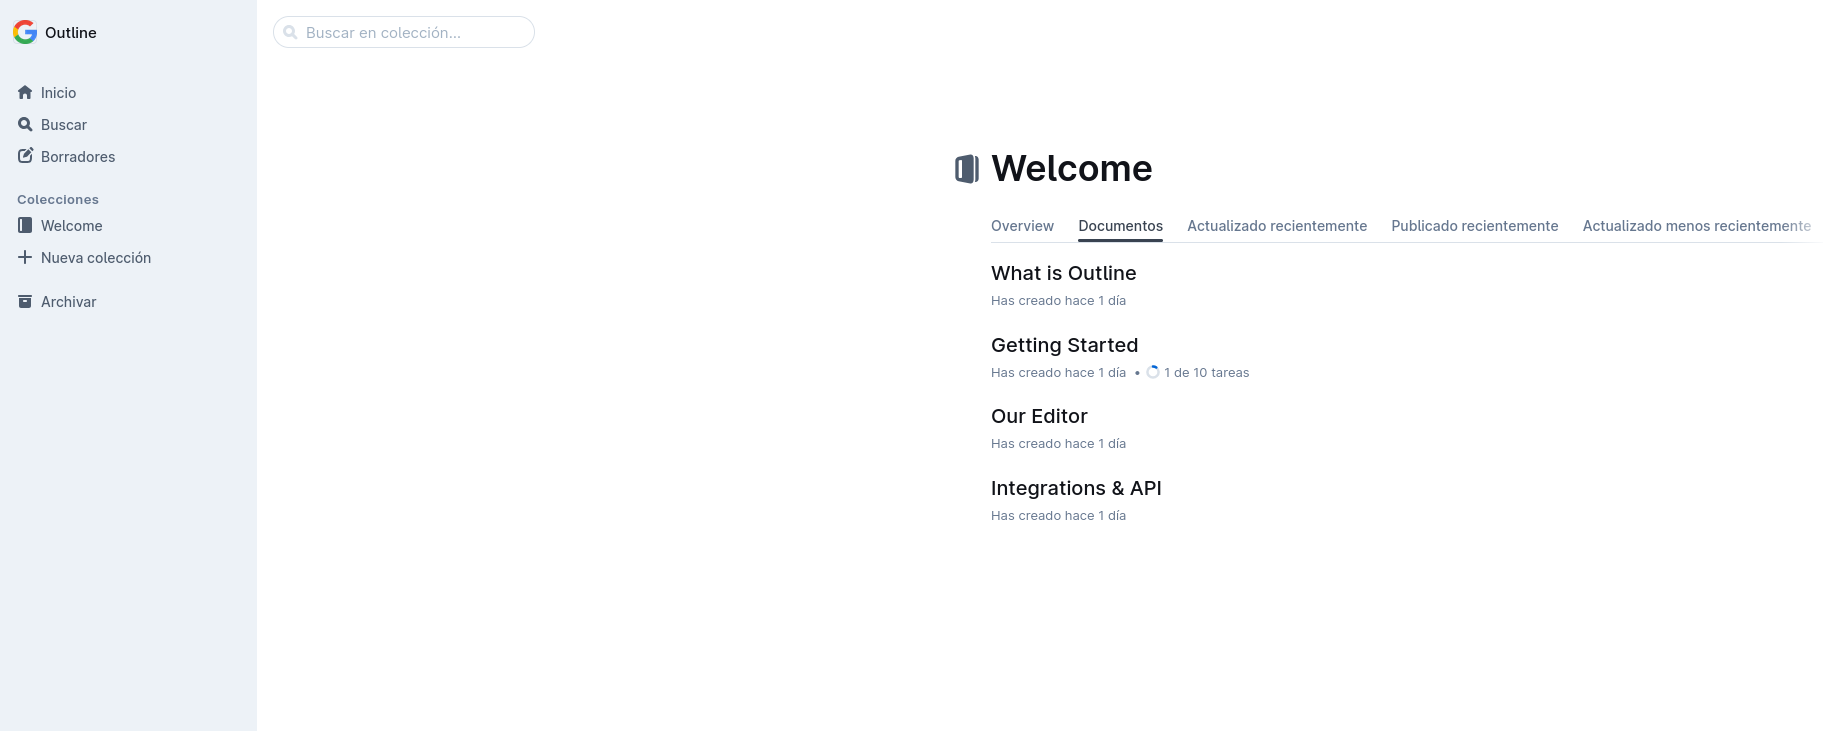 Outline
Buscar en colección...
Inicio
Buscar
Borradores
Colecciones
Welcome
Nueva colección
Archivar
Welcome
Overview Documentos Actualizado recientemente Publicado recientemente Actualizado menos recientemente
What is Outline
Has creado hace 1 día
Getting Started
Has creado hace 1 día • 1 de 10 tareas
Our Editor
Has creado hace 1 día
Integrations & API
Has creado hace 1 día